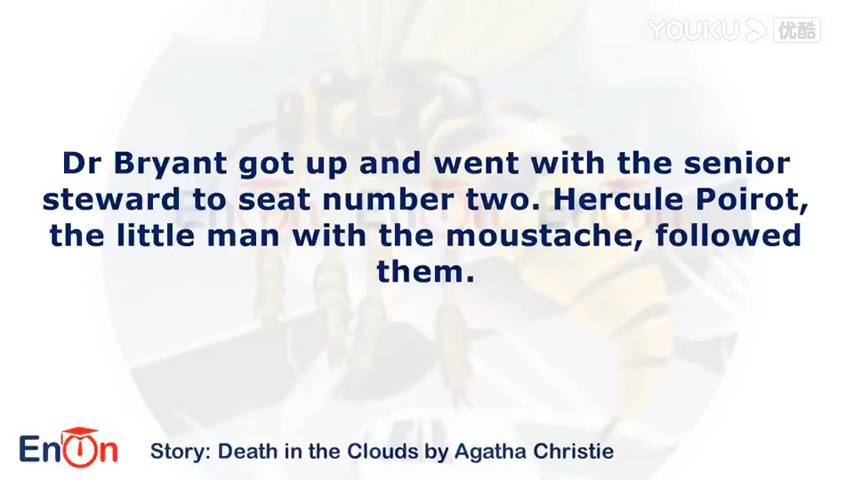 YOUKU 优酷
Dr Bryant got up and went with the senior
steward to seat number two. Hercule Poirot,
the little man with the moustache, followed
them.
EnOn
Story: Death in the Clouds by Agatha Christie